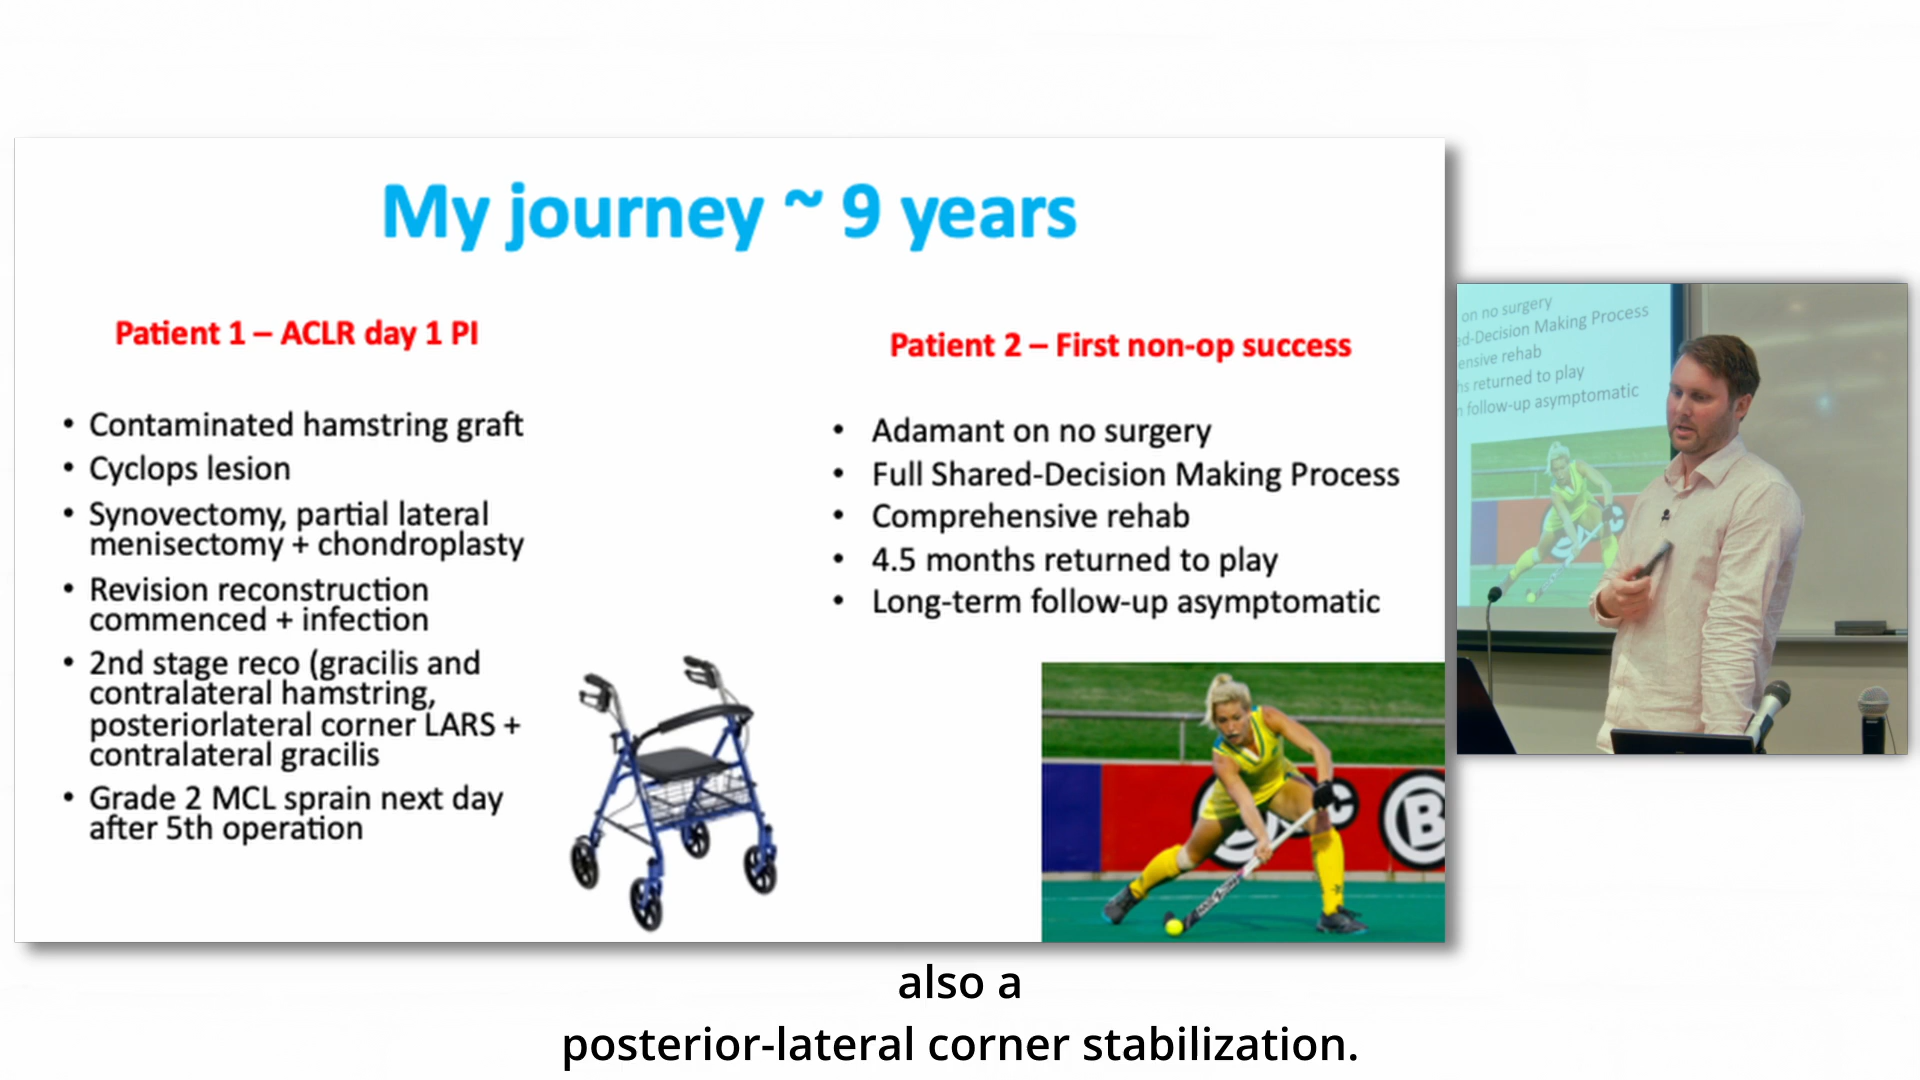 My journey ~ 9 years
Patient 1 – ACLR day 1 PI
• Contaminated hamstring graft
• Cyclops lesion
• Synovectomy, partial lateral
menisectomy + chondroplasty
• Revision reconstruction
commenced + infection
• 2nd stage reco (gracilis and
contralateral hamstring,
posteriorlateral corner LARS +
contralateral gracilis
• Grade 2 MCL sprain next day
after 5th operation
Patient 2 – First non-op success
• Adamant on no surgery
• Full Shared-Decision Making Process
• Comprehensive rehab
• 4.5 months returned to play
• Long-term follow-up asymptomatic
B
on no surgery
ed-Decision Making Process
ensive rehab
hs returned to play
follow-up asymptomatic
also a
posterior-lateral corner stabilization.